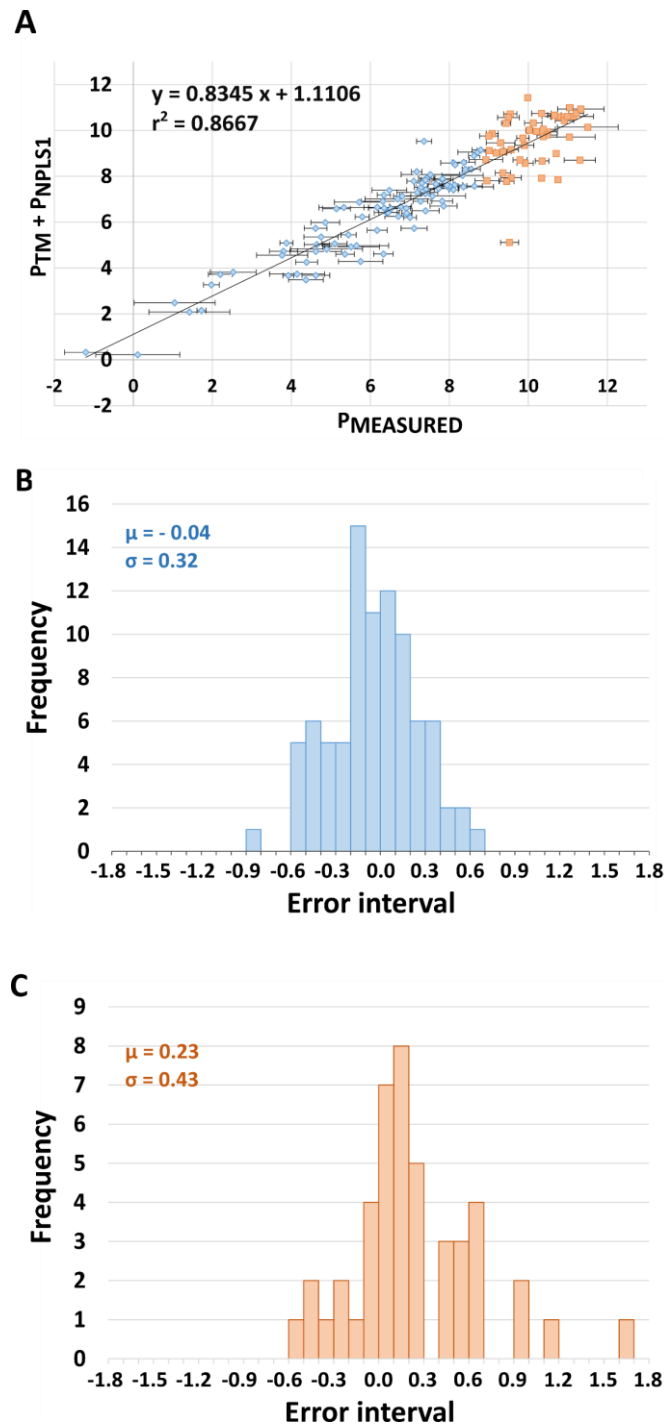 A
y = 0.8345 x + 1.1106
r² = 0.8667
12
10
8
6
4
2
0
-2
-2 0 2 4 6 8 10 12
PTM + PNPLS1
PMEASURED
B
μ = - 0.04
σ = 0.32
16
14
12
10
8
6
4
2
0
Frequency
-1.8 -1.5 -1.2 -0.9 -0.6 -0.3 0.0 0.3 0.6 0.9 1.2 1.5 1.8
Error interval
C
μ = 0.23
σ = 0.43
9
8
7
6
5
4
3
2
1
0
Frequency
-1.8 -1.5 -1.2 -0.9 -0.6 -0.3 0.0 0.3 0.6 0.9 1.2 1.5 1.8
Error interval